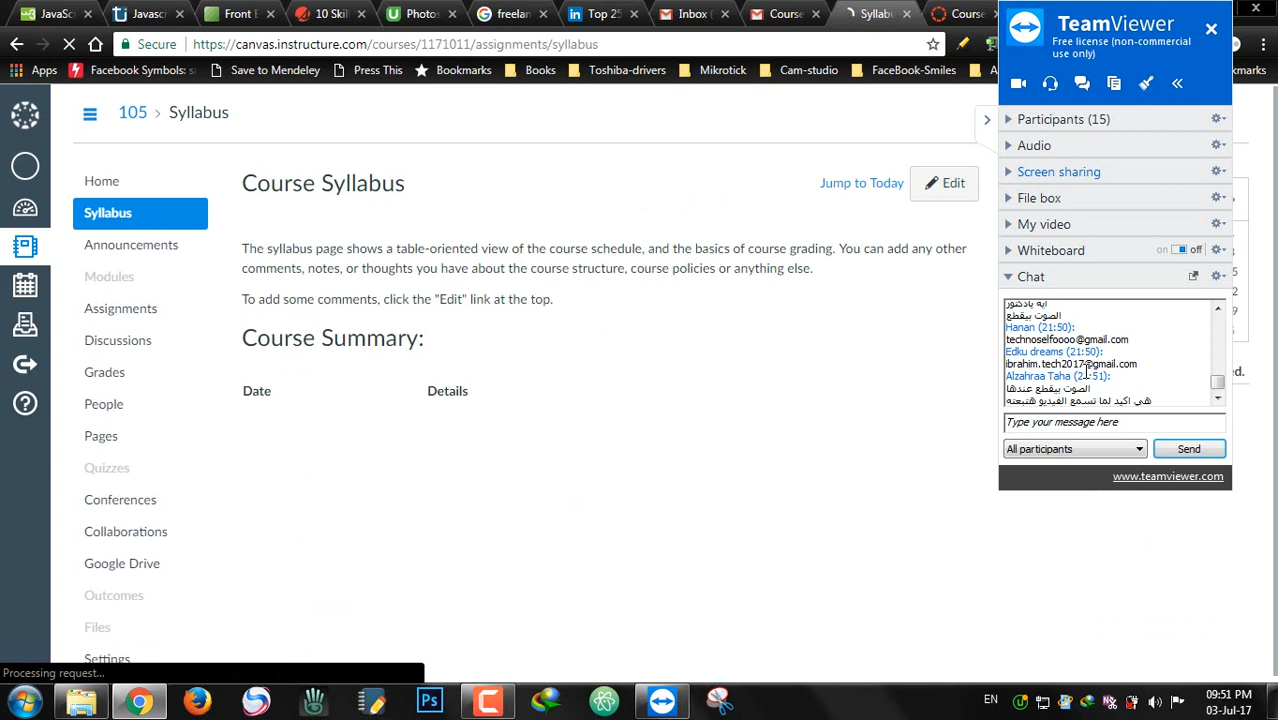 JavaSc
Javasc
Front E
10 Skil
Photos
freelan
Top 25
Inbox (
Course
Syllabu
Course
Secure
https://canvas.instructure.com/courses/1171011/assignments/syllabus
Apps
Facebook Symbols: s
Save to Mendeley
Press This
Bookmarks
Books
Toshiba-drivers
Mikrotick
Cam-studio
FaceBook-Smiles
A
kmarks
TeamViewer
Free license (non-commercial
use only)
Participants (15)
Audio
Screen sharing
File box
My video
Whiteboard
on
off
Chat
ايه يادكتور
الصوت بيقطع
Hanan (21:50):
technoselfoooo@gmail.com
Edku dreams (21:50):
ibrahim.tech2017@gmail.com
Alzahraa Taha (21:51):
الصوت بيقطع عندها
هي اكيد لما تسمع الفيديو هتبعته
Type your message here
All participants
Send
www.teamviewer.com
105 > Syllabus
Home
Syllabus
Announcements
Modules
Assignments
Discussions
Grades
People
Pages
Quizzes
Conferences
Collaborations
Google Drive
Outcomes
Files
Settings
Course Syllabus
Jump to Today
Edit
The syllabus page shows a table-oriented view of the course schedule, and the basics of course grading. You can add any other
comments, notes, or thoughts you have about the course structure, course policies or anything else.
To add some comments, click the "Edit" link at the top.
Course Summary:
Date
Details
d.
Processing request...
Ps
EN
09:51 PM
03-Jul-17